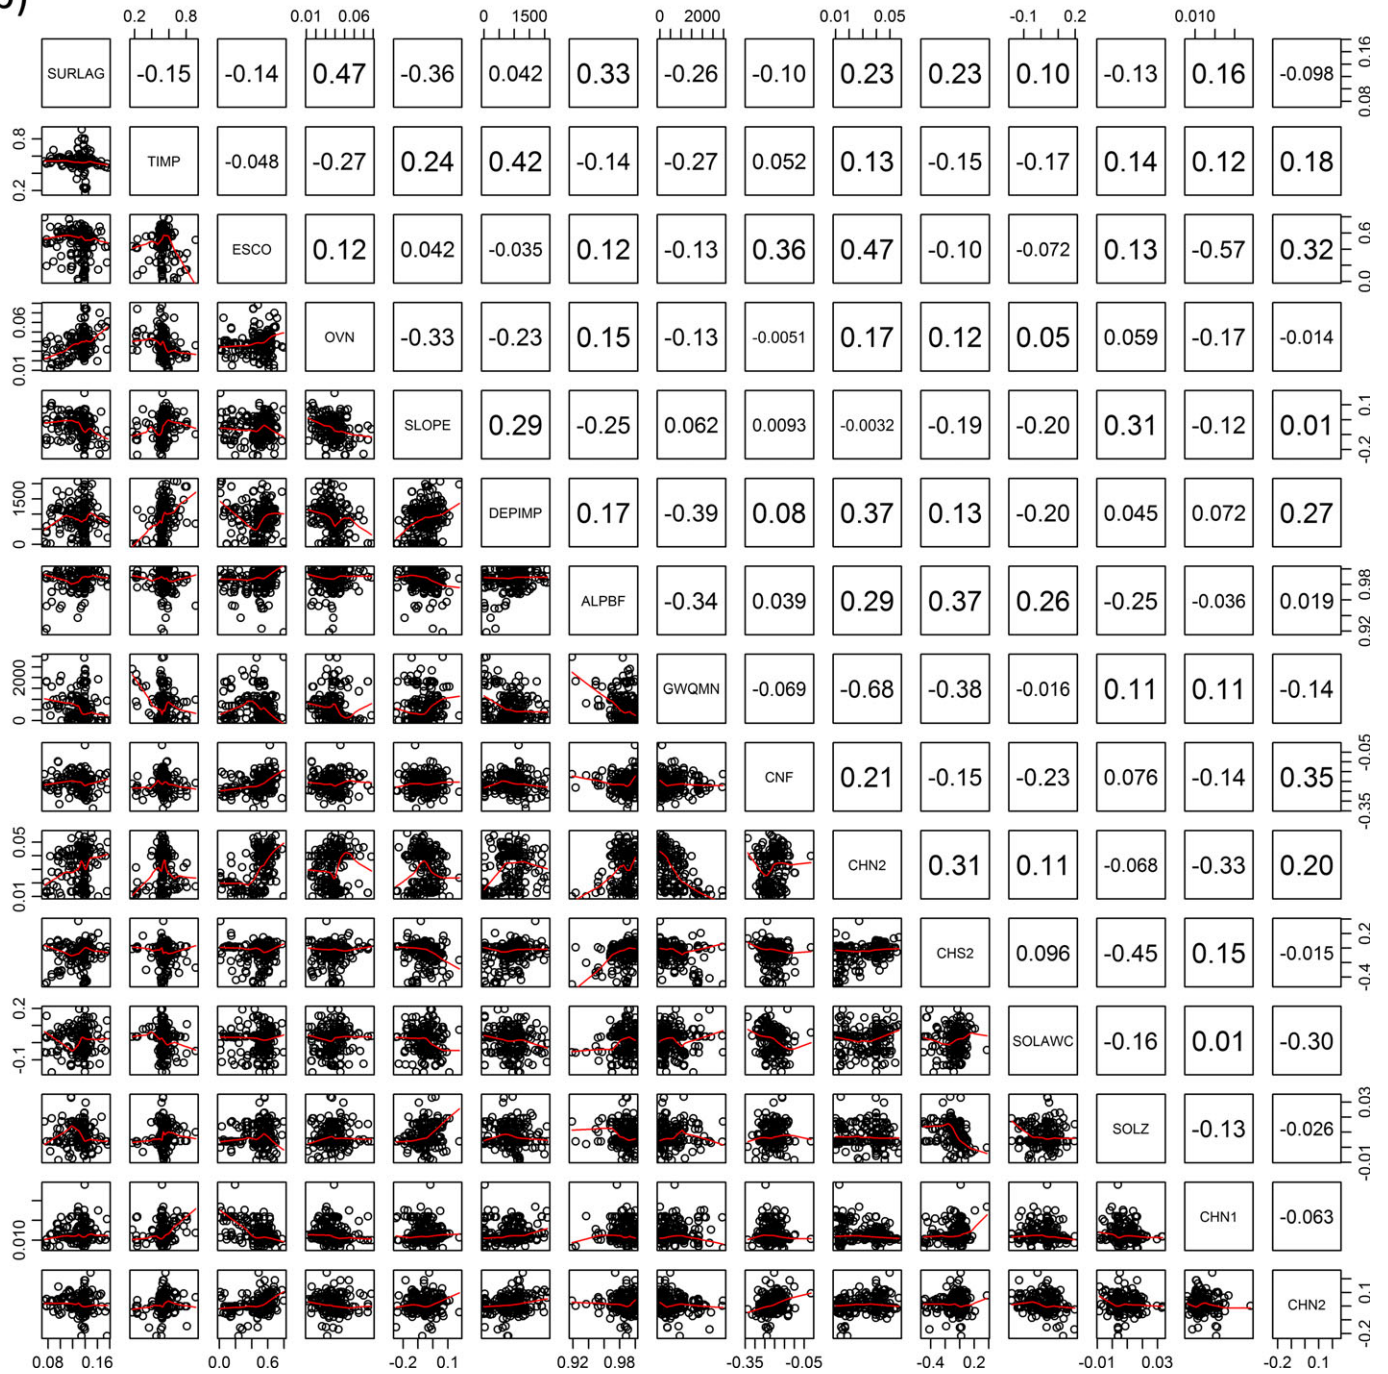 b)
0.2 0.8 0.01 0.06 0 1500 0 2000 0.01 0.05 -0.1 0.2 0.010
SURLAG -0.15 -0.14 0.47 -0.36 0.042 0.33 -0.26 -0.10 0.23 0.23 0.10 -0.13 0.16 -0.098 0.08 0.16
0.2 0.8 TIMP -0.048 -0.27 0.24 0.42 -0.14 -0.27 0.052 0.13 -0.15 -0.17 0.14 0.12 0.18
ESCO 0.12 0.042 -0.035 0.12 -0.13 0.36 0.47 -0.10 -0.072 0.13 -0.57 0.32 0.0 0.6
0.01 0.06 OVN -0.33 -0.23 0.15 -0.13 -0.0051 0.17 0.12 0.05 0.059 -0.17 -0.014
SLOPE 0.29 -0.25 0.062 0.0093 -0.0032 -0.19 -0.20 0.31 -0.12 0.01 -0.2 0.1
0 1500 DEPIMP 0.17 -0.39 0.08 0.37 0.13 -0.20 0.045 0.072 0.27
ALPBF -0.34 0.039 0.29 0.37 0.26 -0.25 -0.036 0.019 0.92 0.98
0 2000 GWQMN -0.069 -0.68 -0.38 -0.016 0.11 0.11 -0.14
CNF 0.21 -0.15 -0.23 0.076 -0.14 0.35 -0.35 -0.05
0.01 0.05 CHN2 0.31 0.11 -0.068 -0.33 0.20
CHS2 0.096 -0.45 0.15 -0.015 -0.4 0.2
-0.1 0.2 SOLAWC -0.16 0.01 -0.30
SOLZ -0.13 -0.026 -0.01 0.03
0.010 CHN1 -0.063
CHN2 -0.2 0.1
0.08 0.16 0.0 0.6 -0.2 0.1 0.92 0.98 -0.35 -0.05 -0.4 0.2 -0.01 0.03 -0.2 0.1